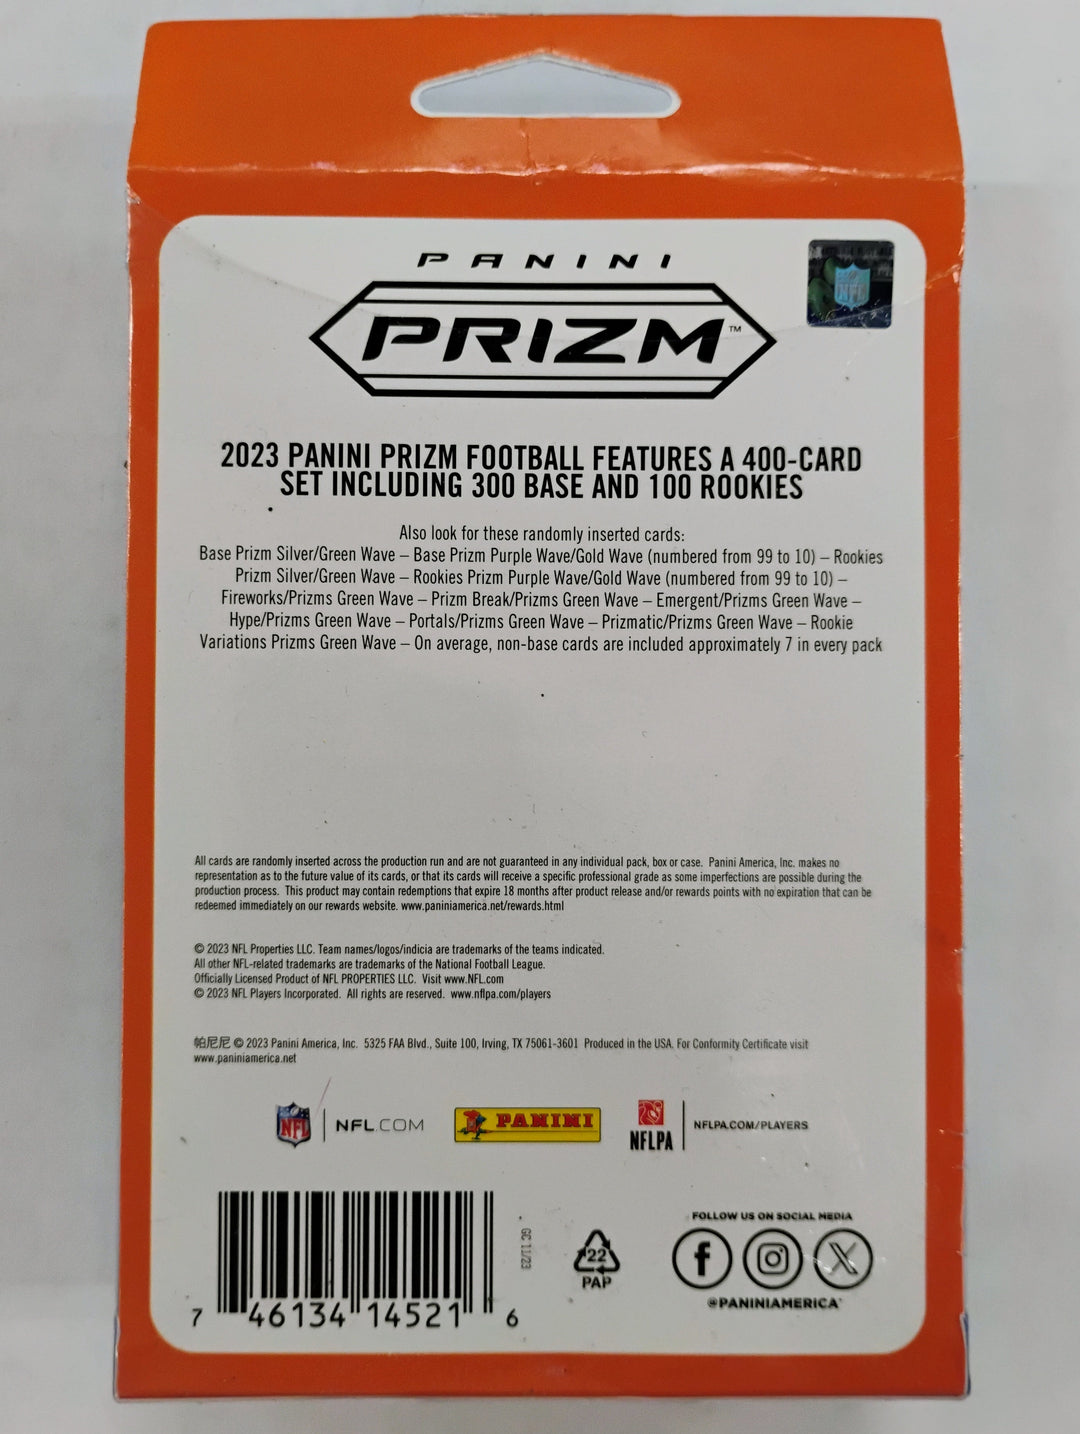 PANINI
NFL
PRIZM™
2023 PANINI PRIZM FOOTBALL FEATURES A 400-CARD
SET INCLUDING 300 BASE AND 100 ROOKIES
Also look for these randomly inserted cards:
Base Prizm Silver/Green Wave – Base Prizm Purple Wave/Gold Wave (numbered from 99 to 10) – Rookies
Prizm Silver/Green Wave – Rookies Prizm Purple Wave/Gold Wave (numbered from 99 to 10) –
Fireworks/Prizms Green Wave – Prizm Break/Prizms Green Wave – Emergent/Prizms Green Wave –
Hype/Prizms Green Wave – Portals/Prizms Green Wave – Prizmatic/Prizms Green Wave – Rookie
Variations Prizms Green Wave – On average, non-base cards are included approximately 7 in every pack
All cards are randomly inserted across the production run and are not guaranteed in any individual pack, box or case. Panini America, Inc. makes no
representation as to the future value of its cards, or that its cards will receive a specific professional grade as some imperfections are possible during the
production process. This product may contain redemptions that expire 18 months after product release and/or rewards points with no expiration that can be
redeemed immediately on our rewards website. www.paniniamerica.net/rewards.html
© 2023 NFL Properties LLC. Team names/logos/indicia are trademarks of the teams indicated.
All other NFL-related trademarks are trademarks of the National Football League.
Officially Licensed Product of NFL PROPERTIES LLC. Visit www.NFL.com
© 2023 NFL Players Incorporated. All rights are reserved. www.nflpa.com/players
帕尼尼 © 2023 Panini America, Inc. 5325 FAA Blvd., Suite 100, Irving, TX 75061-3601 Produced in the USA. For Conformity Certificate visit
www.paniniamerica.net
NFL NFL.COM PANINI NFLPA NFLPA.COM/PLAYERS
GC 11/23
22
PAP
FOLLOW US ON SOCIAL MEDIA
@PANINIAMERICA
7 46134 14521 6